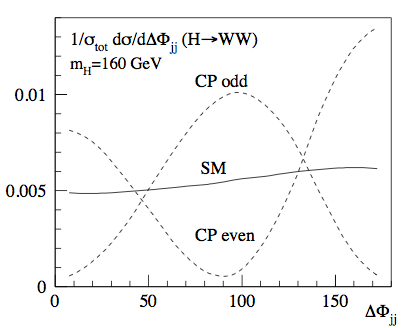 1/σtot dσ/dΔΦjj (H→WW)
mH=160 GeV
CP odd
0.01
SM
0.005
CP even
0
0 50 100 150 ΔΦjj